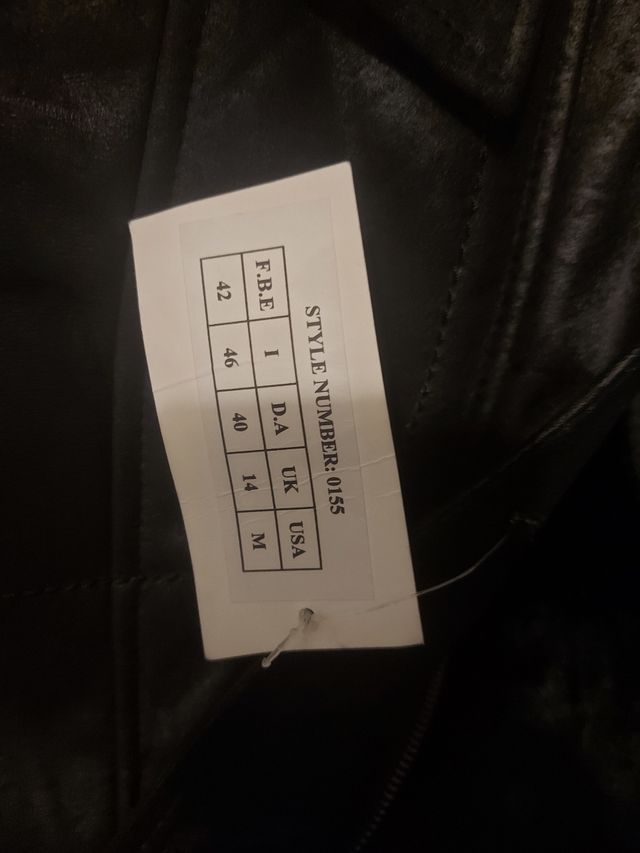 STYLE NUMBER: 0155
F.B.E I D.A UK USA
42 46 40 14 M